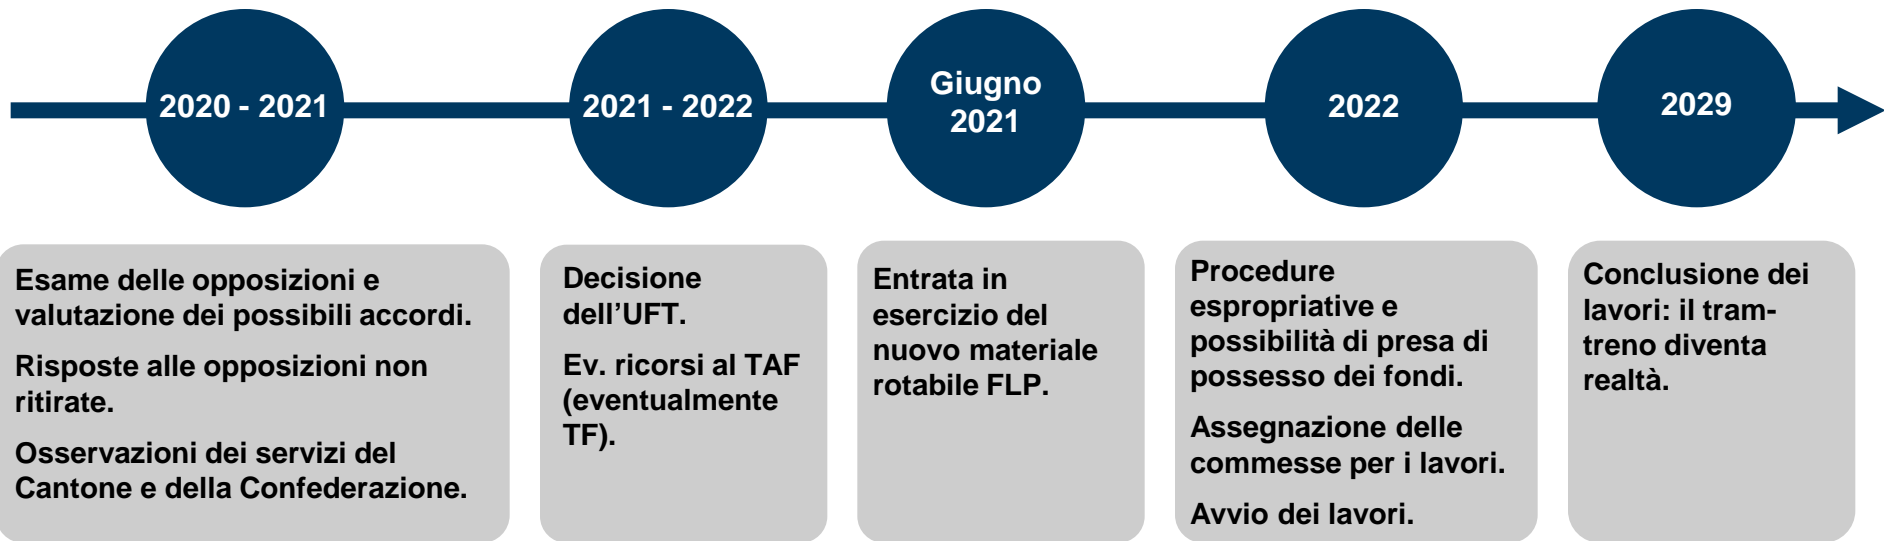 2020 - 2021
2021 - 2022
Giugno
2021
2022
2029
Esame delle opposizioni e
valutazione dei possibili accordi.
Risposte alle opposizioni non
ritirate.
Osservazioni dei servizi del
Cantone e della Confederazione.
Decisione
dell’UFT.
Ev. ricorsi al TAF
(eventualmente
TF).
Entrata in
esercizio del
nuovo materiale
rotabile FLP.
Procedure
espropriative e
possibilità di presa di
possesso dei fondi.
Assegnazione delle
commesse per i lavori.
Avvio dei lavori.
Conclusione dei
lavori: il tram-
treno diventa
realtà.